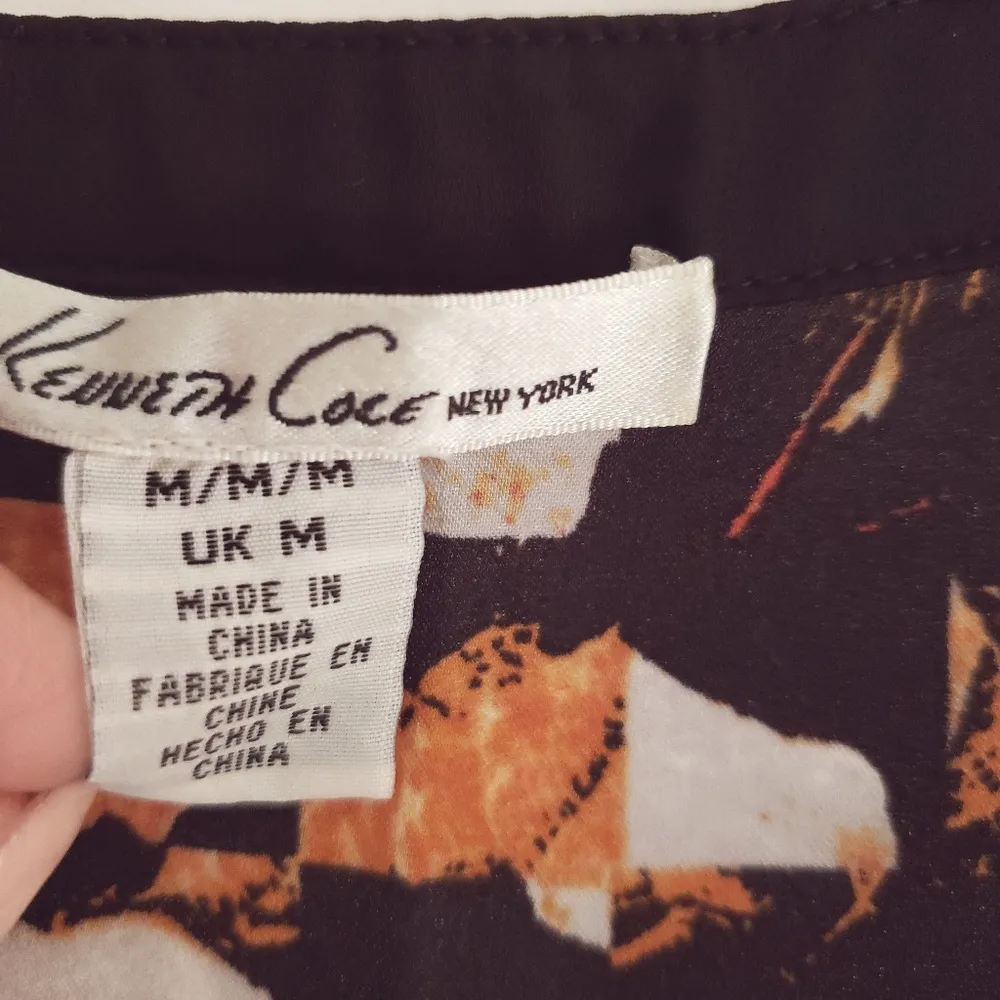 KENNETH COLE NEW YORK
M/M/M
UK M
MADE IN
CHINA
FABRIQUE EN
CHINE
HECHO EN
CHINA